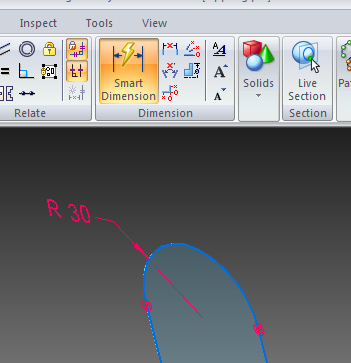 Inspect Tools View
Smart
Dimension
Solids
Live
Section
Relate Dimension Section
R 30